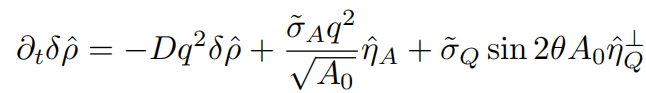 ∂ₜδρ̂ = −Dq²δρ̂ + (σ̃_A q²)/(√A₀) η̂_A + σ̃_Q sin 2θ A₀ η̂_Q^⊥